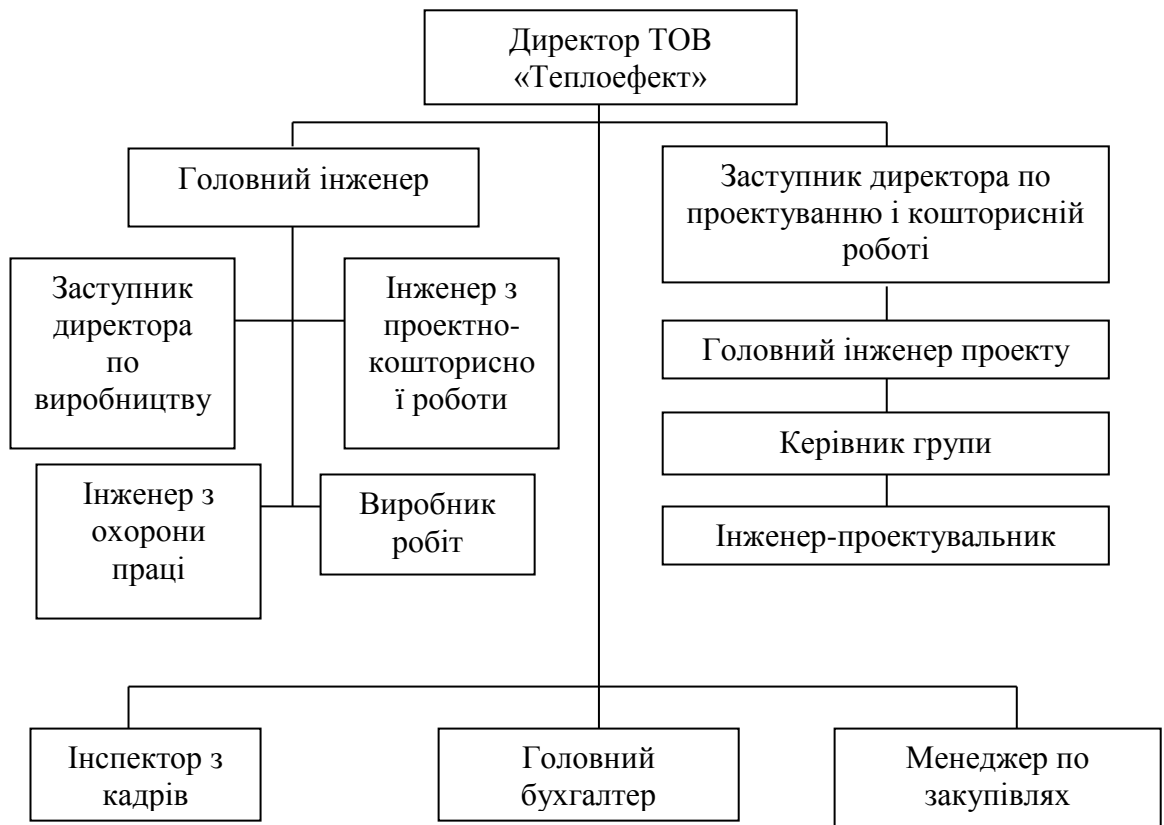 Директор ТОВ
«Теплоефект»
Головний інженер
Заступник директора по
проектуванню і кошторисній
роботі
Заступник
директора
по
виробництву
Інженер з
проектно-
кошторисно
ї роботи
Головний інженер проекту
Керівник групи
Інженер з
охорони
праці
Виробник
робіт
Інженер-проектувальник
Інспектор з
кадрів
Головний
бухгалтер
Менеджер по
закупівлях